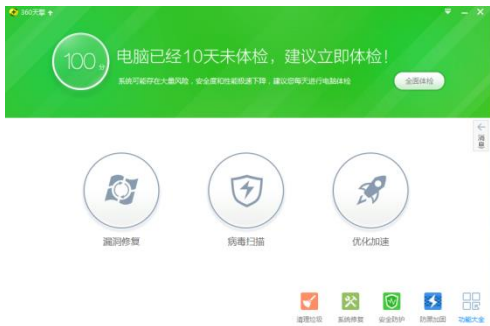 360天擎
100分
电脑已经10天未体检，建议立即体检！
系统可能存在大量风险，安全度和性能极速下降，建议您每天进行电脑体检
全面体检
消息
漏洞修复
病毒扫描
优化加速
清理垃圾
系统修复
安全防护
防黑加固
功能大全